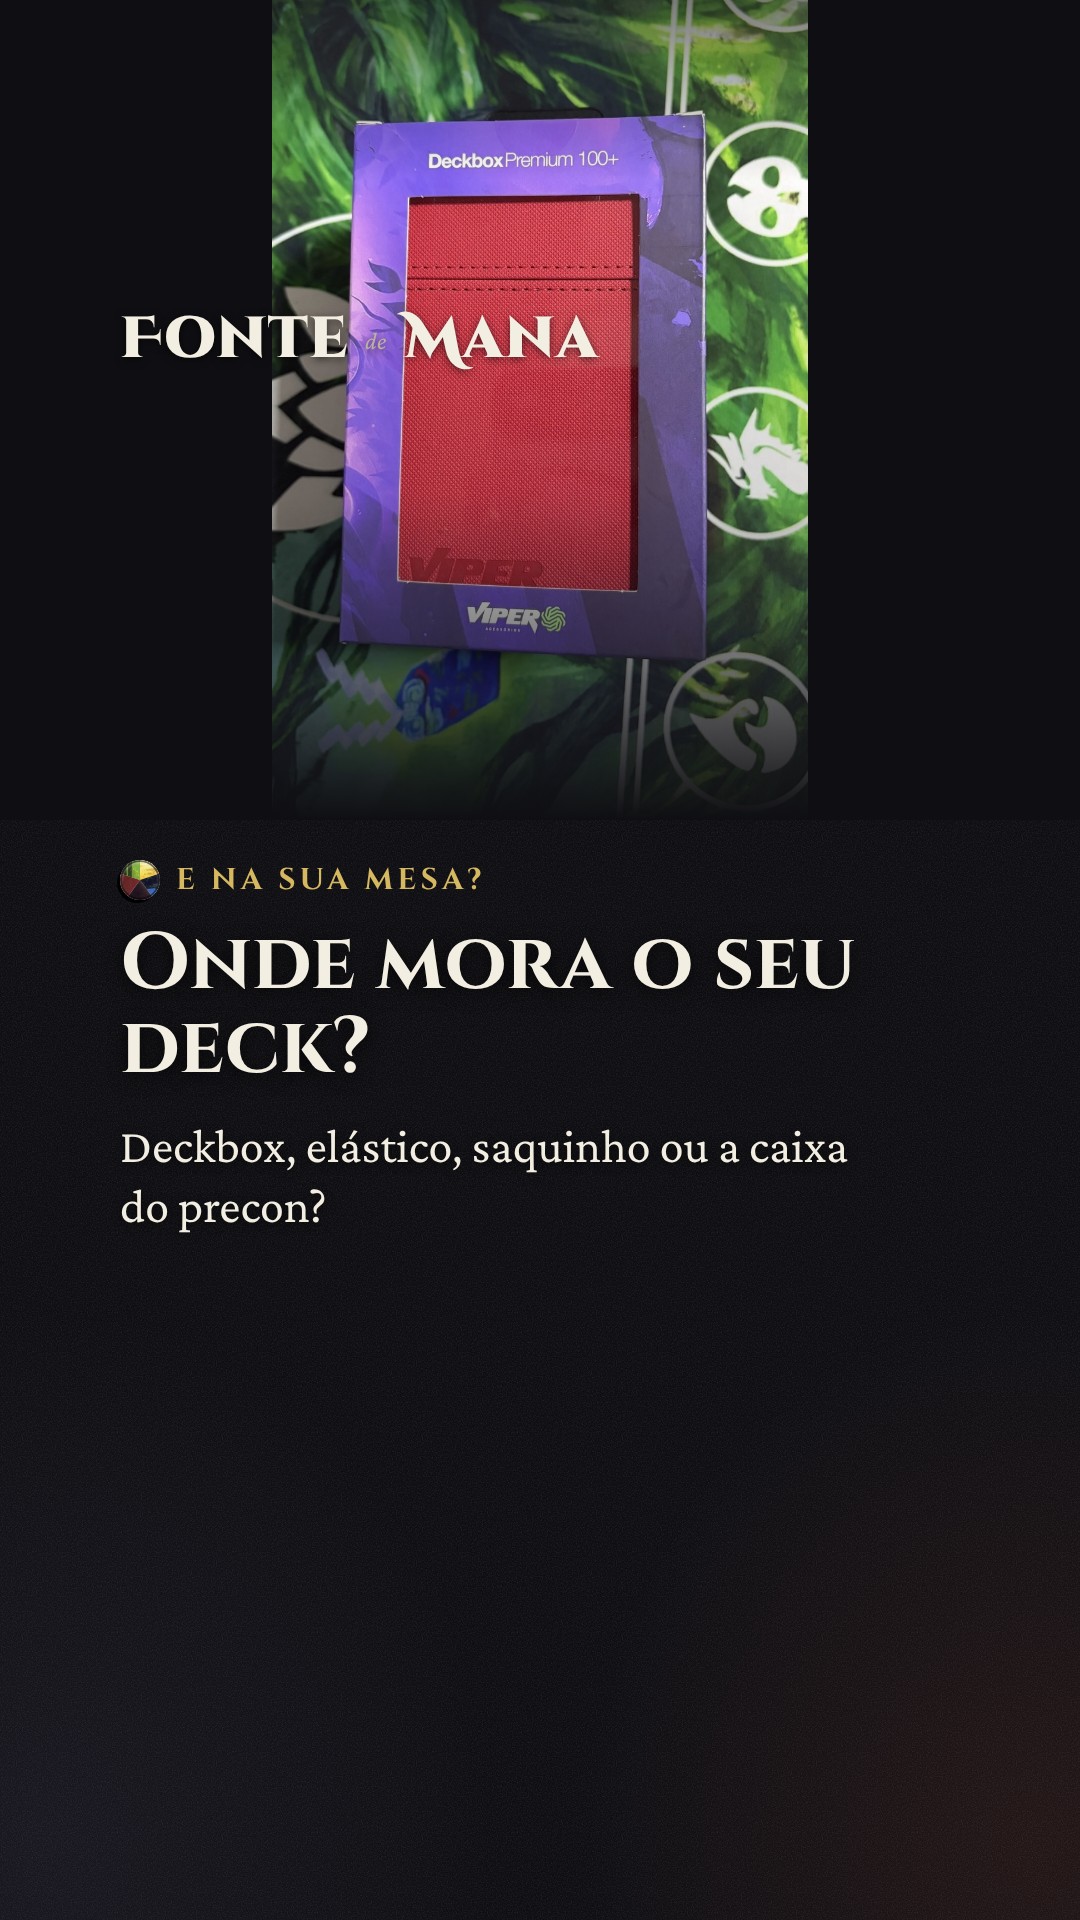 Deckbox Premium 100+
Fonte de Mana
VIPER
VIPER
E NA SUA MESA?
Onde mora o seu
deck?
Deckbox, elástico, saquinho ou a caixa
do precon?